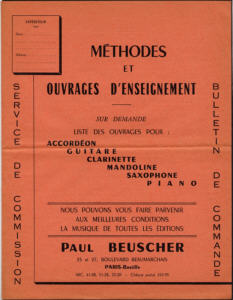 EXPÉDITEUR
MÉTHODES
ET
OUVRAGES D'ENSEIGNEMENT
SUR DEMANDE
LISTE DES OUVRAGES POUR :
ACCORDÉON
GUITARE
CLARINETTE
MANDOLINE
SAXOPHONE
PIANO
SERVICE DE COMMISSION
BULLETIN DE COMMANDE
NOUS POUVONS VOUS FAIRE PARVENIR
AUX MEILLEURES CONDITIONS
LA MUSIQUE DE TOUTES LES ÉDITIONS
PAUL BEUSCHER
25 et 27, BOULEVARD BEAUMARCHAIS
PARIS-Bastille